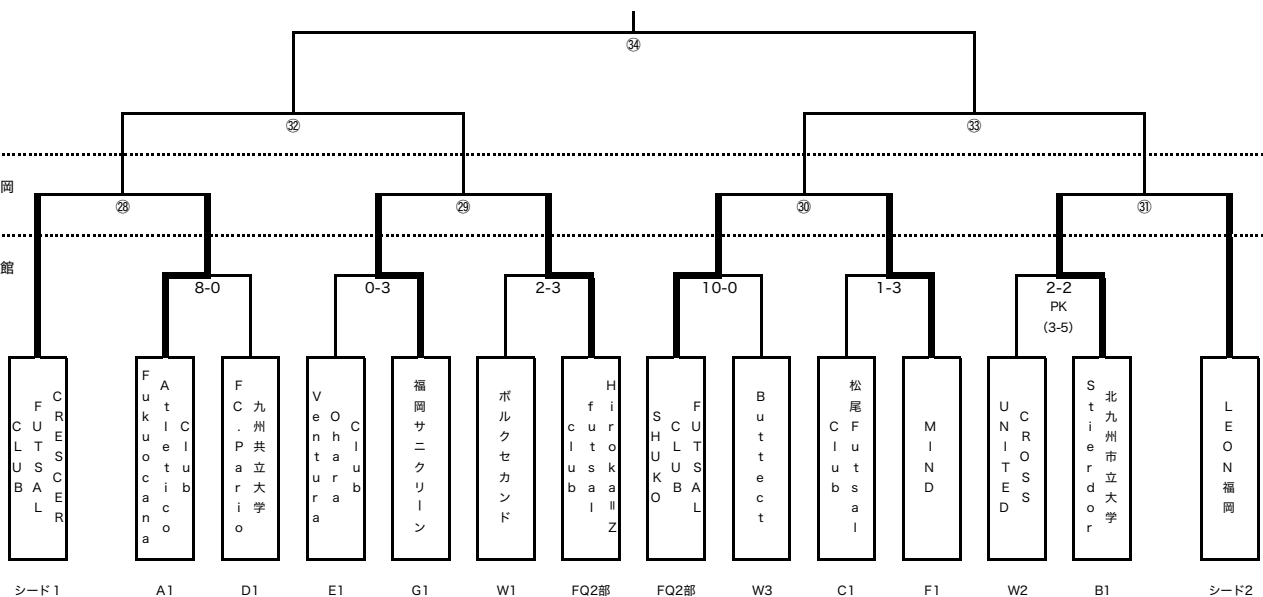 ㉞
㉜
㉝
岡
㉘
㉙
㉚
㉛
館
8-0
0-3
2-3
10-0
1-3
2-2
PK
（3-5）
CRESCER
FUTSAL
CLUB
Club
Atletico
Fukuocana
九州共立大学
FC.Pario
Club
Ohara
Ventura
福岡サニクリーン
ボルクセカンド
HirokaⅡZ
futsal
club
FUTSAL
CLUB
SHUKO
Buttect
松尾Futsal
Club
MIND
CROSS
UNITED
北九州市立大学
Stierdor
LEON福岡
シード1
A1
D1
E1
G1
W1
FQ2部
FQ2部
W3
C1
F1
W2
B1
シード2